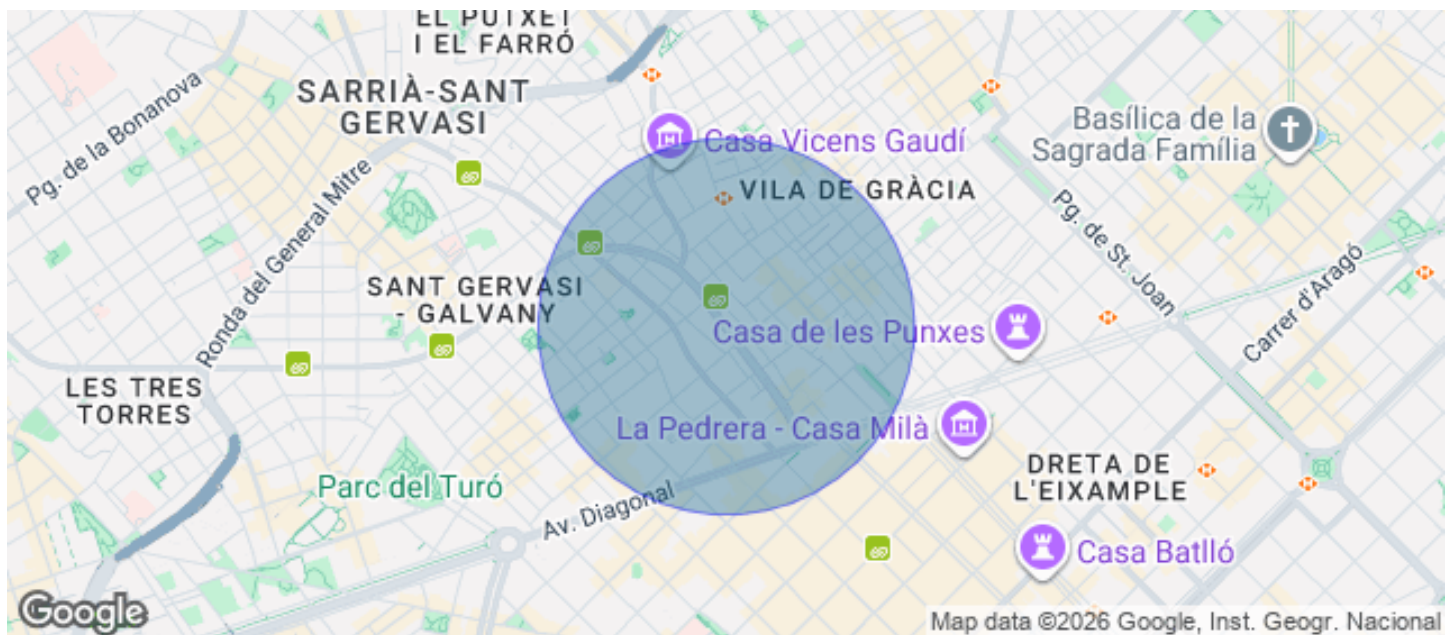 EL PUTXET
I EL FARRÓ
SARRIÀ-SANT
GERVASI
Pg. de la Bonanova
Casa Vicens Gaudí
Basílica de la
Sagrada Família
VILA DE GRÀCIA
Ronda del General Mitre
Pg. de St. Joan
SANT GERVASI
- GALVANY
Carrer d'Aragó
Casa de les Punxes
LES TRES
TORRES
La Pedrera - Casa Milà
DRETA DE
L'EIXAMPLE
Parc del Turó
Av. Diagonal
Casa Batlló
Google
Map data ©2026 Google, Inst. Geogr. Nacional